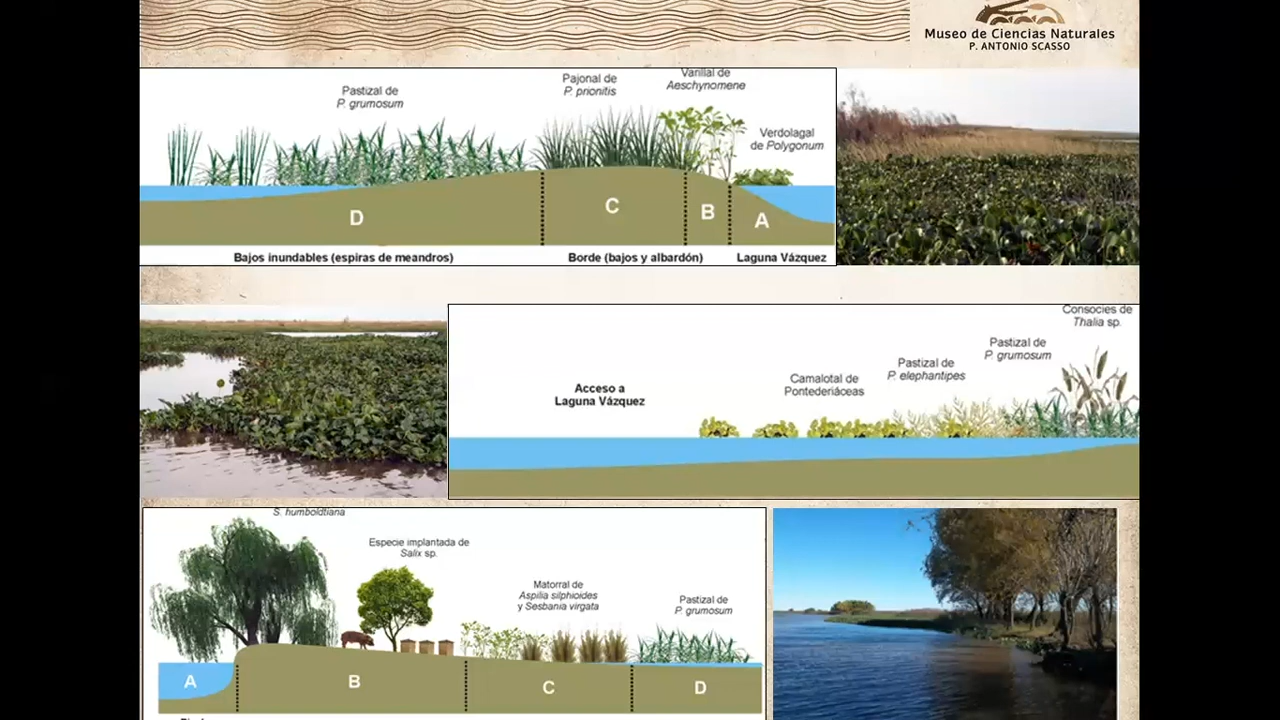 Museo de Ciencias Naturales
P. ANTONIO SCASSO
Pastizal de
P. grumosum
Pajonal de
P. prionitis
Varillal de
Aeschynomene
Verdolagal
de Polygonum
D
C
B
A
Bajos inundables (espiras de meandros)
Borde (bajos y albardón)
Laguna Vázquez
Consocies de
Thalia sp.
Pastizal de
P. grumosum
Pastizal de
P. elephantipes
Camalotal de
Pontederiáceas
Acceso a
Laguna Vázquez
S. humboldtiana
Especie implantada de
Salix sp.
Matorral de
Aspilia silphioides
y Sesbania virgata
Pastizal de
P. grumosum
A
B
C
D